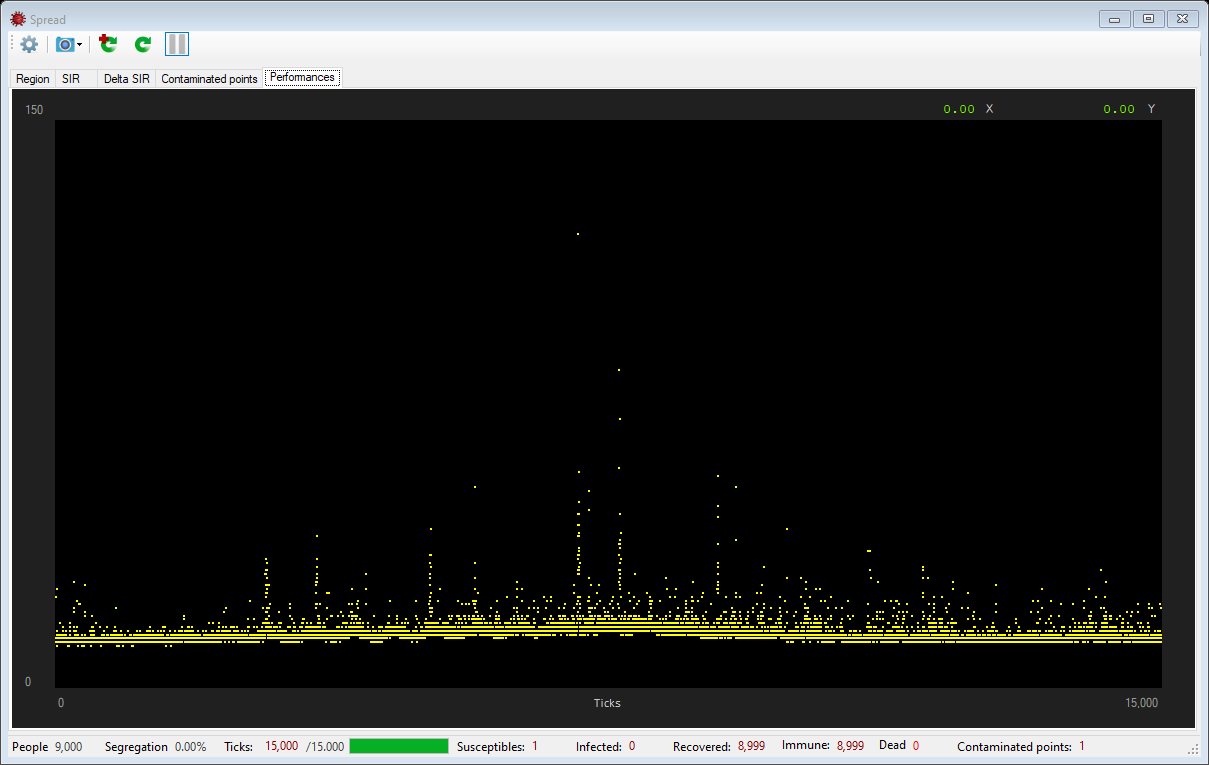 Spread
Region SIR Delta SIR Contaminated points Performances
150 0.00 X 0.00 Y
0
0 Ticks 15,000
People 9,000 Segregation 0.00% Ticks: 15,000 /15.000 Susceptibles: 1 Infected: 0 Recovered: 8,999 Immune: 8,999 Dead 0 Contaminated points: 1